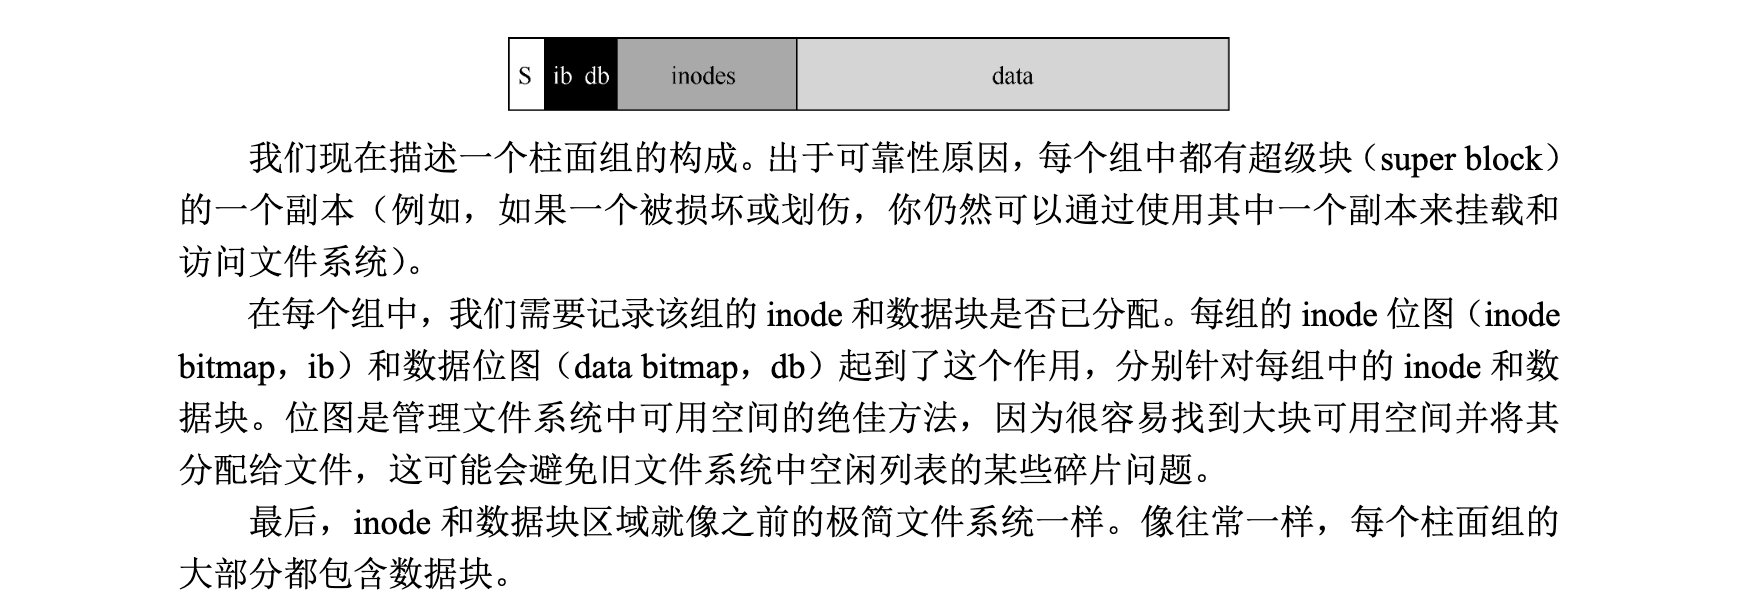 S ib db inodes data
我们现在描述一个柱面组的构成。出于可靠性原因，每个组中都有超级块（super block）
的一个副本（例如，如果一个被损坏或划伤，你仍然可以通过使用其中一个副本来挂载和
访问文件系统）。
在每个组中，我们需要记录该组的 inode 和数据块是否已分配。每组的 inode 位图（inode
bitmap，ib）和数据位图（data bitmap，db）起到了这个作用，分别针对每组中的 inode 和数
据块。位图是管理文件系统中可用空间的绝佳方法，因为很容易找到大块可用空间并将其
分配给文件，这可能会避免旧文件系统中空闲列表的某些碎片问题。
最后，inode 和数据块区域就像之前的极简文件系统一样。像往常一样，每个柱面组的
大部分都包含数据块。